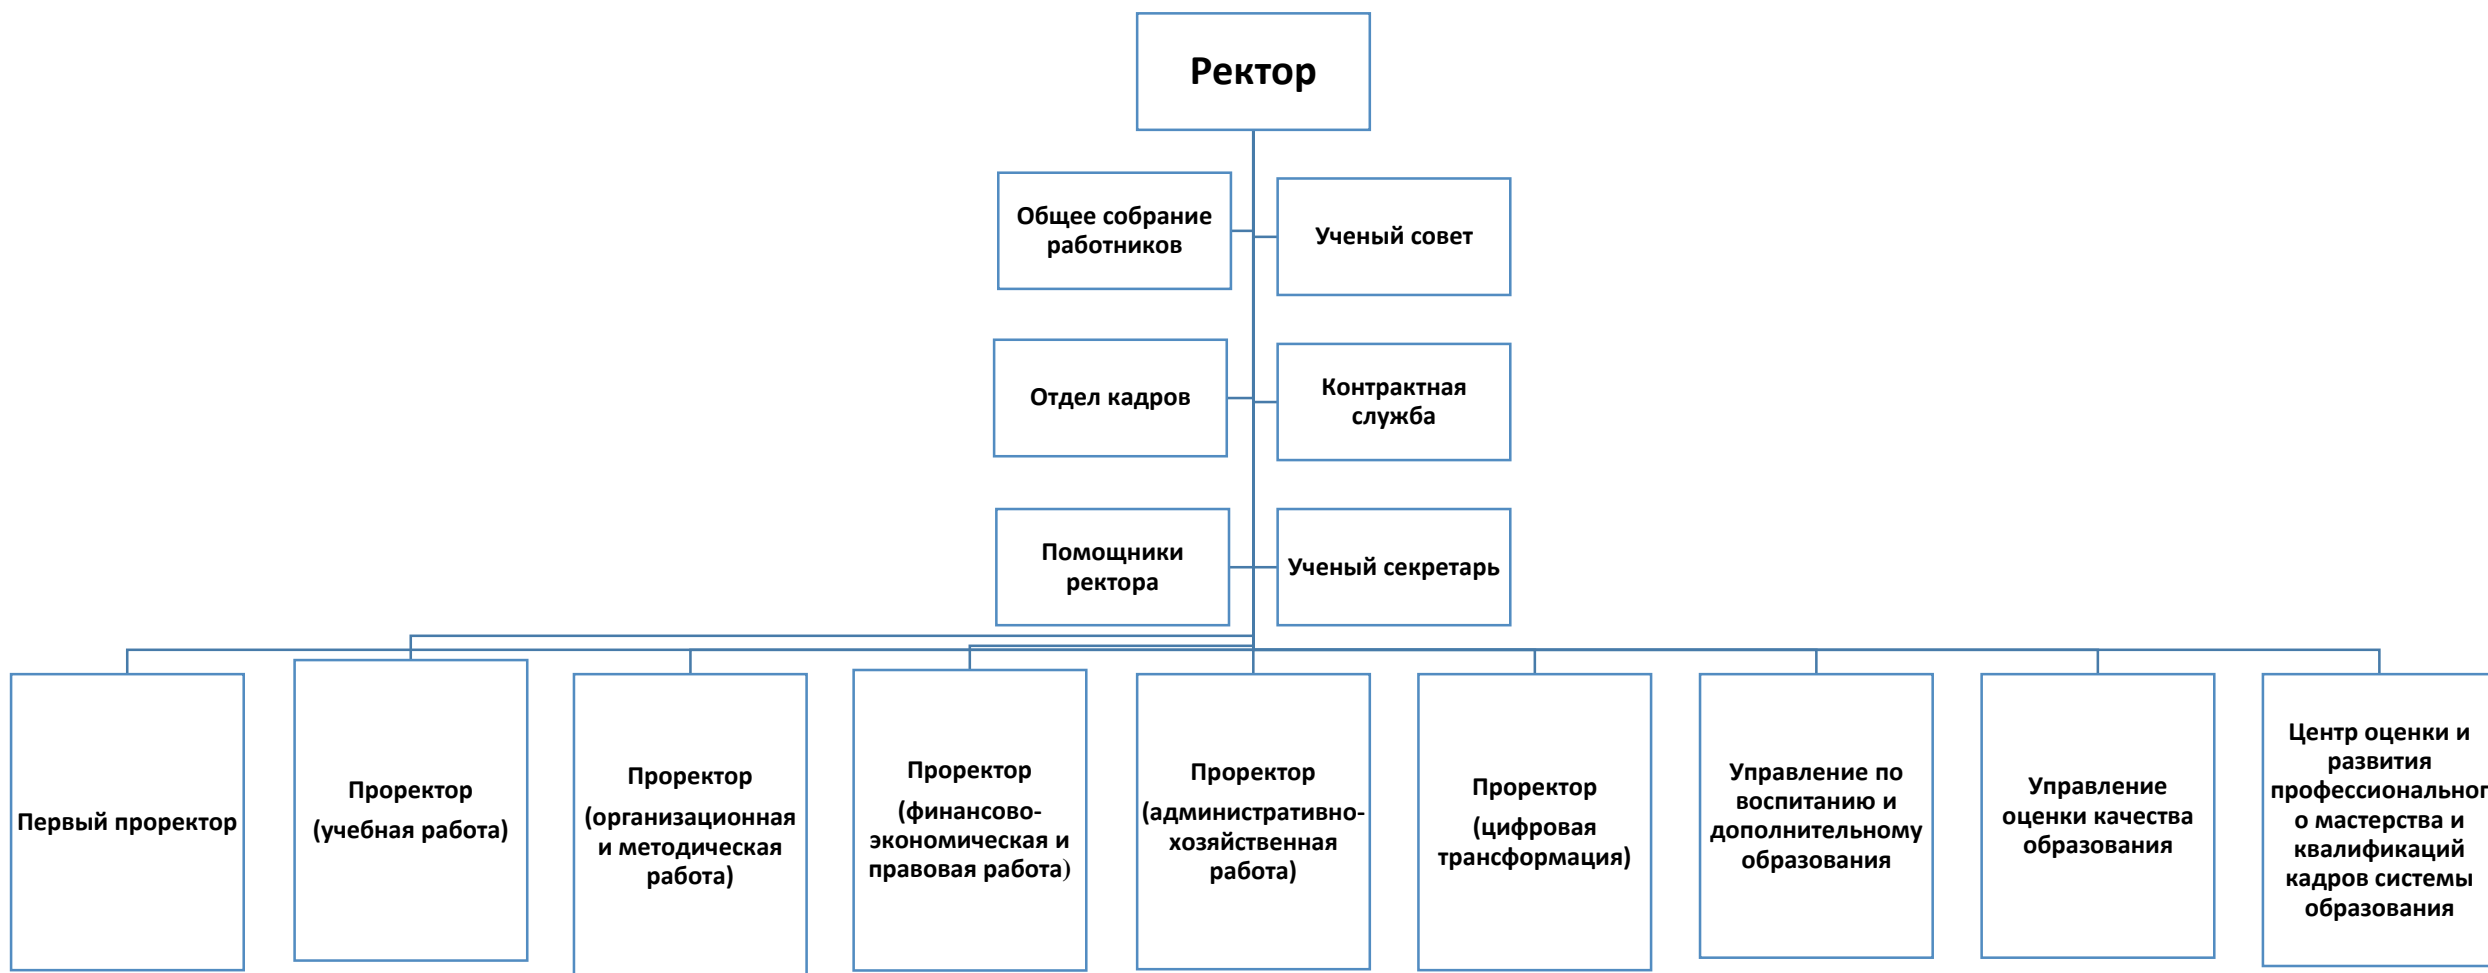 Ректор
Общее собрание
работников
Ученый совет
Отдел кадров
Контрактная
служба
Помощники
ректора
Ученый секретарь
Первый проректор
Проректор
(учебная работа)
Проректор
(организационная
и методическая
работа)
Проректор
(финансово-
экономическая и
правовая работа)
Проректор
(административно-
хозяйственная
работа)
Проректор
(цифровая
трансформация)
Управление по
воспитанию и
дополнительному
образования
Управление
оценки качества
образования
Центр оценки и
развития
профессиональног
о мастерства и
квалификаций
кадров системы
образования